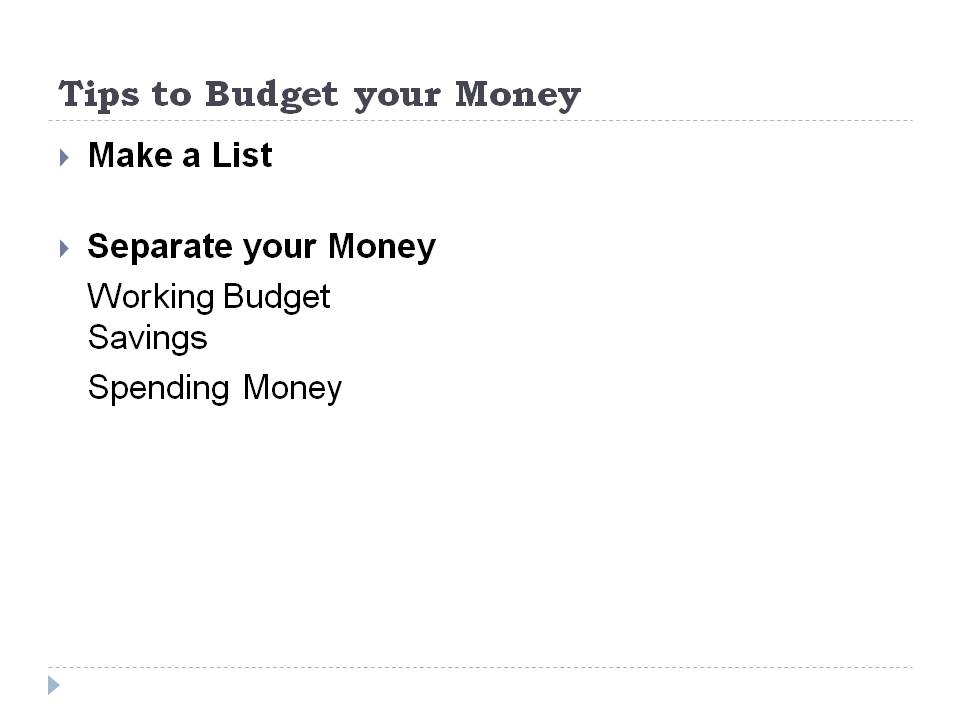 Tips to Budget your Money
Make a List
Separate your Money
Working Budget
Savings
Spending Money